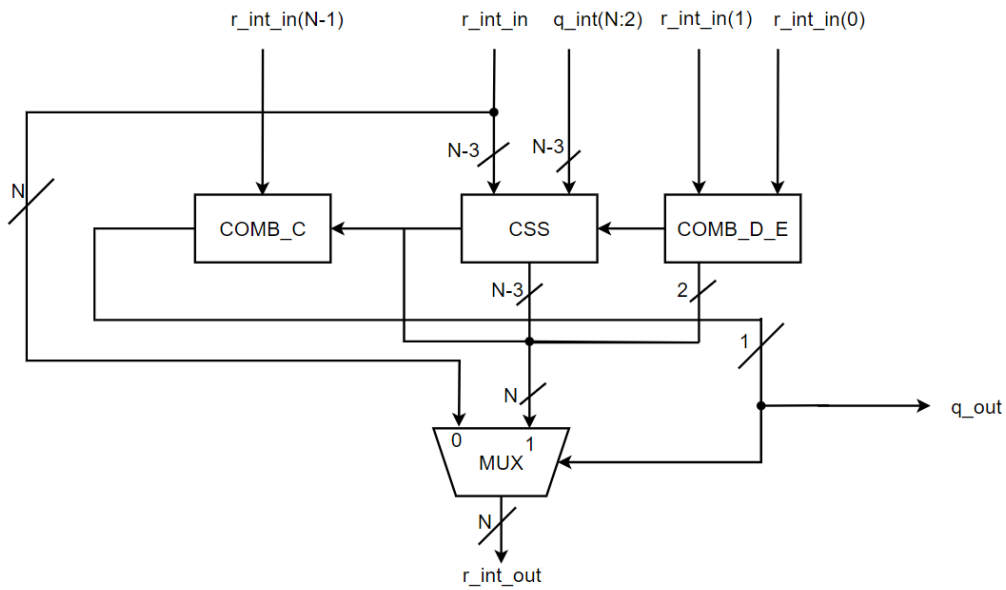 r_int_in(N-1)
r_int_in
q_int(N:2)
r_int_in(1)
r_int_in(0)
N-3
N-3
N
COMB_C
CSS
COMB_D_E
N-3
2
1
N
q_out
0
1
MUX
N
r_int_out